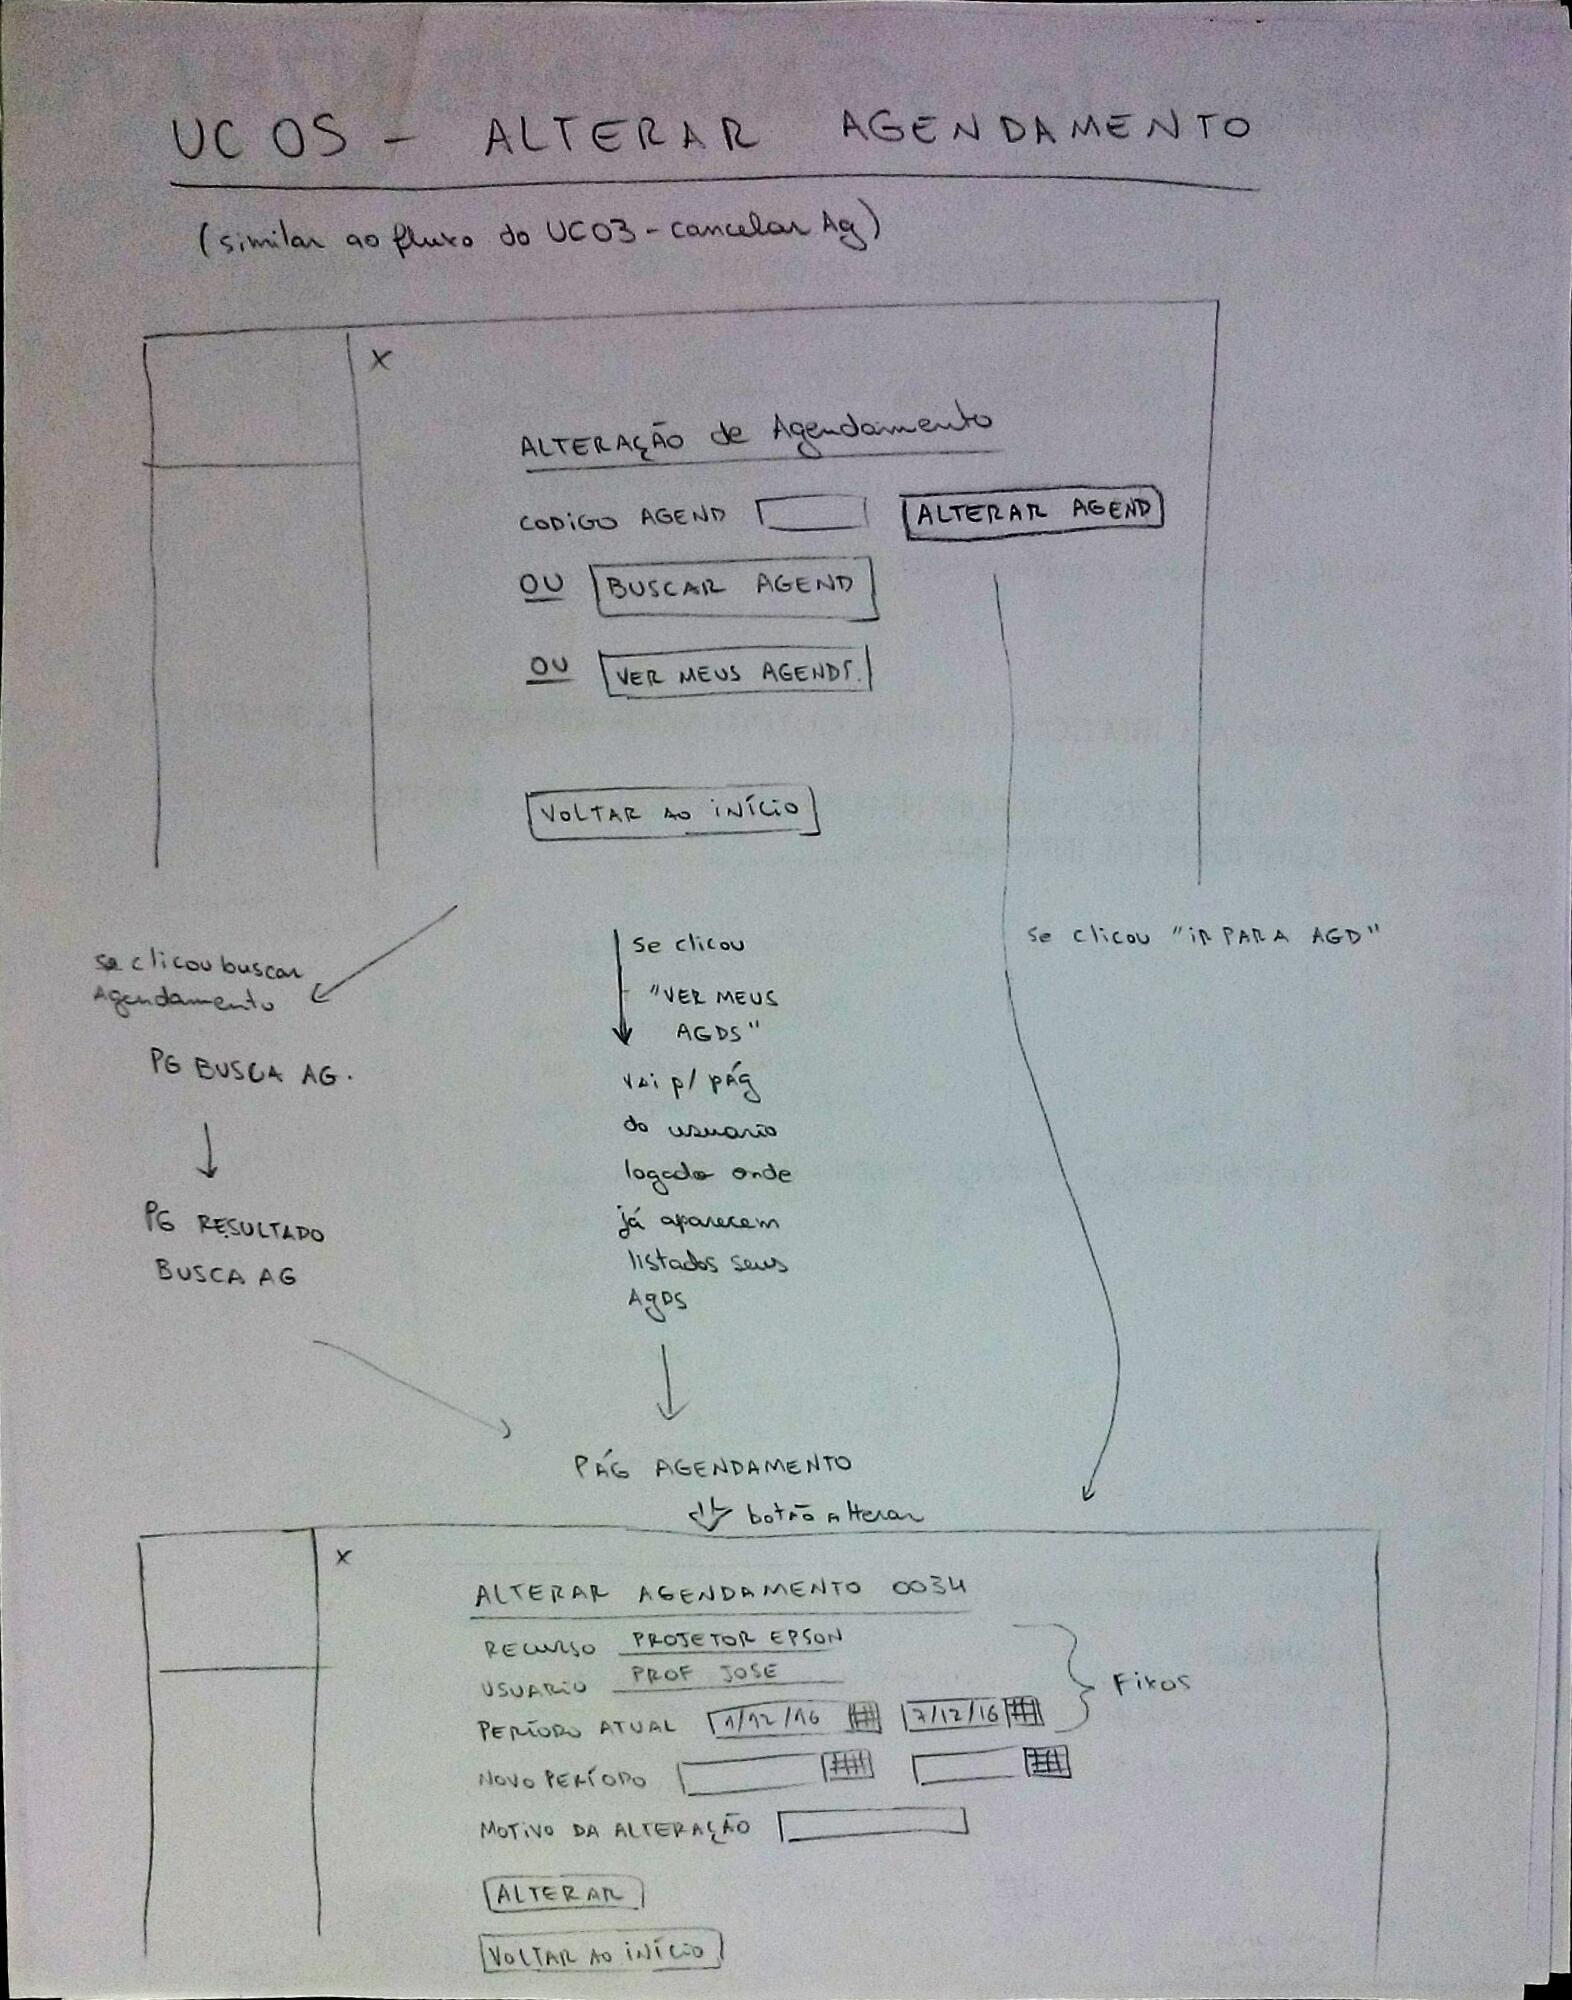 UC 05 - ALTERAR AGENDAMENTO
(similar ao fluxo do UC03 - cancelar Ag)
X
ALTERAÇÃO de Agendamento
CODIGO AGEND ALTERAR AGEND
OU BUSCAR AGEND
OU VER MEUS AGENDS.
VOLTAR AO INÍCIO
se clicou buscar
Agendamento
PG BUSCA AG.
PG RESULTADO
BUSCA AG
se clicou
"VER MEUS
AGDS"
vai p/ pág
do usuario
logado onde
já aparecem
listados seus
AgDS
se clicou "IR PARA AGD"
PÁG AGENDAMENTO
botão alterar
X
ALTERAR AGENDAMENTO 0034
RECURSO PROJETOR EPSON
USUARIO PROF JOSE
Fixos
PERÍODO ATUAL 1/12/16 7/12/16
NOVO PERÍODO
MOTIVO DA ALTERAÇÃO
ALTERAR
VOLTAR AO INÍCIO